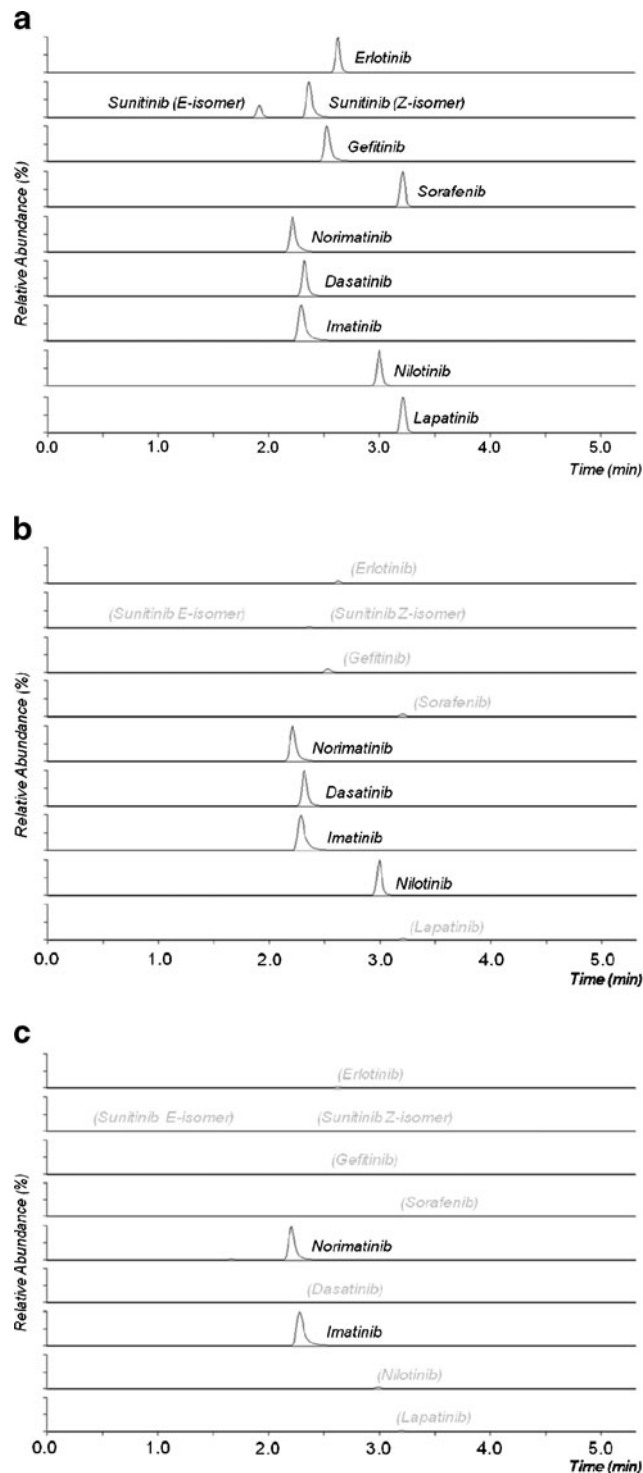 a
Erlotinib
Sunitinib (E-isomer) Sunitinib (Z-isomer)
Gefitinib
Sorafenib
Norimatinib
Dasatinib
Imatinib
Nilotinib
Lapatinib
Relative Abundance (%)
0.0 1.0 2.0 3.0 4.0 5.0
Time (min)
b
(Erlotinib)
(Sunitinib E-isomer) (Sunitinib Z-isomer)
(Gefitinib)
(Sorafenib)
Norimatinib
Dasatinib
Imatinib
Nilotinib
(Lapatinib)
Relative Abundance (%)
0.0 1.0 2.0 3.0 4.0 5.0
Time (min)
c
(Erlotinib)
(Sunitinib E-isomer) (Sunitinib Z-isomer)
(Gefitinib)
(Sorafenib)
Norimatinib
(Dasatinib)
Imatinib
(Nilotinib)
(Lapatinib)
Relative Abundance (%)
0.0 1.0 2.0 3.0 4.0 5.0
Time (min)